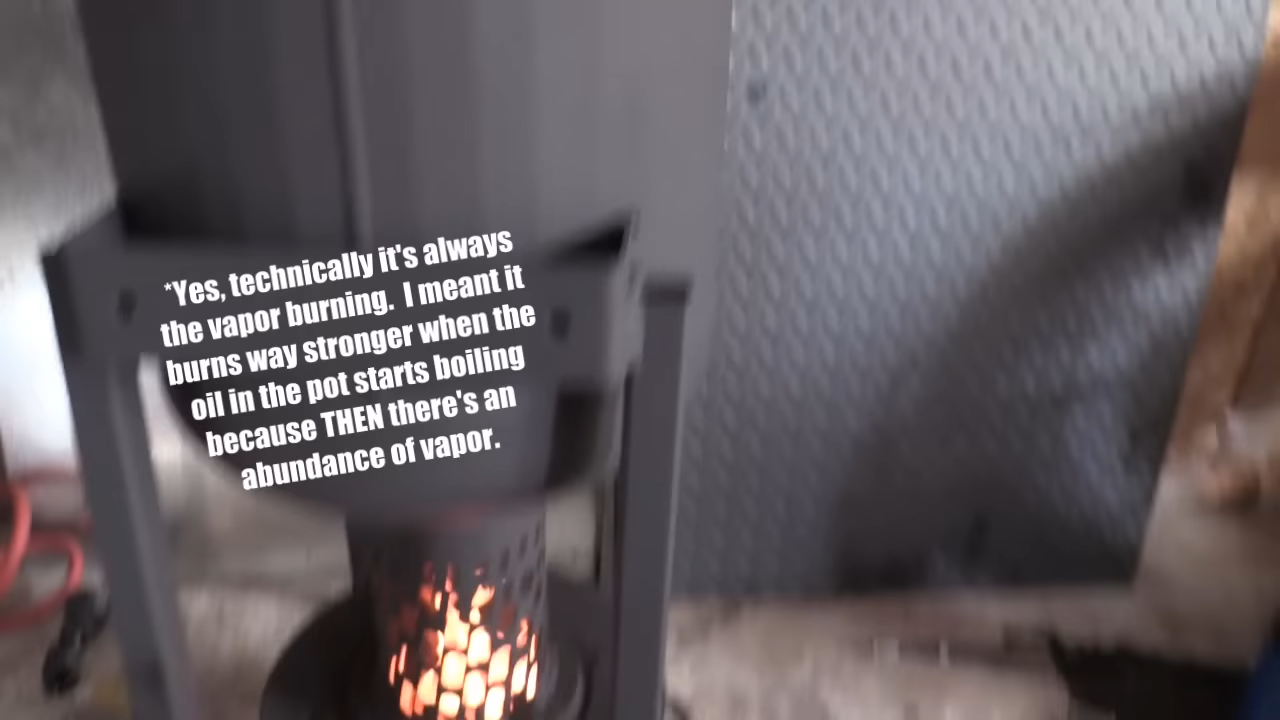 *Yes, technically it's always
the vapor burning.  I meant it
burns way stronger when the
oil in the pot starts boiling
because THEN there's an
abundance of vapor.